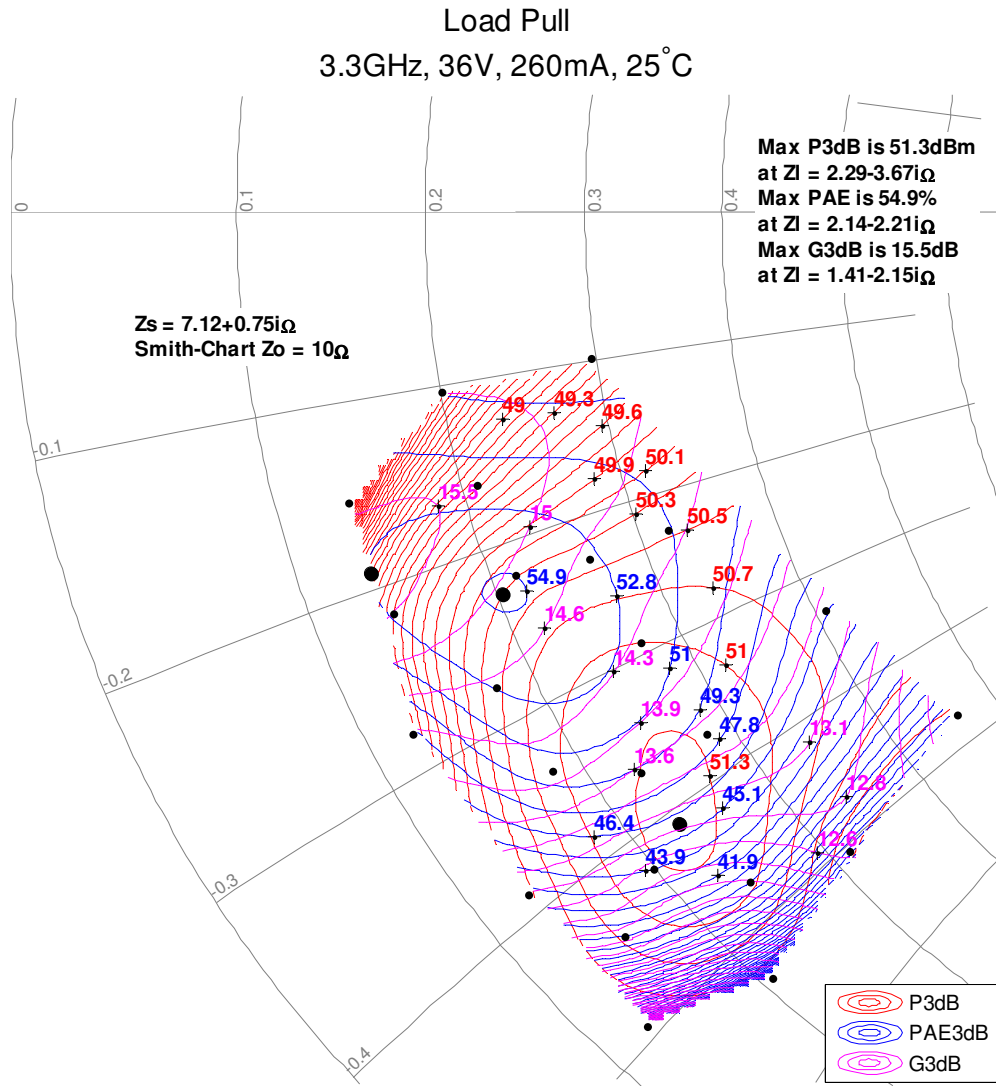 Load Pull
3.3GHz, 36V, 260mA, 25°C
Max P3dB is 51.3dBm
at Zl = 2.29-3.67iΩ
Max PAE is 54.9%
at Zl = 2.14-2.21iΩ
Max G3dB is 15.5dB
at Zl = 1.41-2.15iΩ
0
0.1
0.2
0.3
0.4
Zs = 7.12+0.75iΩ
Smith-Chart Zo = 10Ω
49
49.3
49.6
-0.1
49.9
50.1
15.5
15
50.3
50.5
54.9
52.8
50.7
14.6
-0.2
14.3
51
51
13.9
49.3
47.8
13.1
13.6
51.3
45.1
12.8
46.4
43.9
41.9
12.6
-0.3
-0.4
P3dB
PAE3dB
G3dB